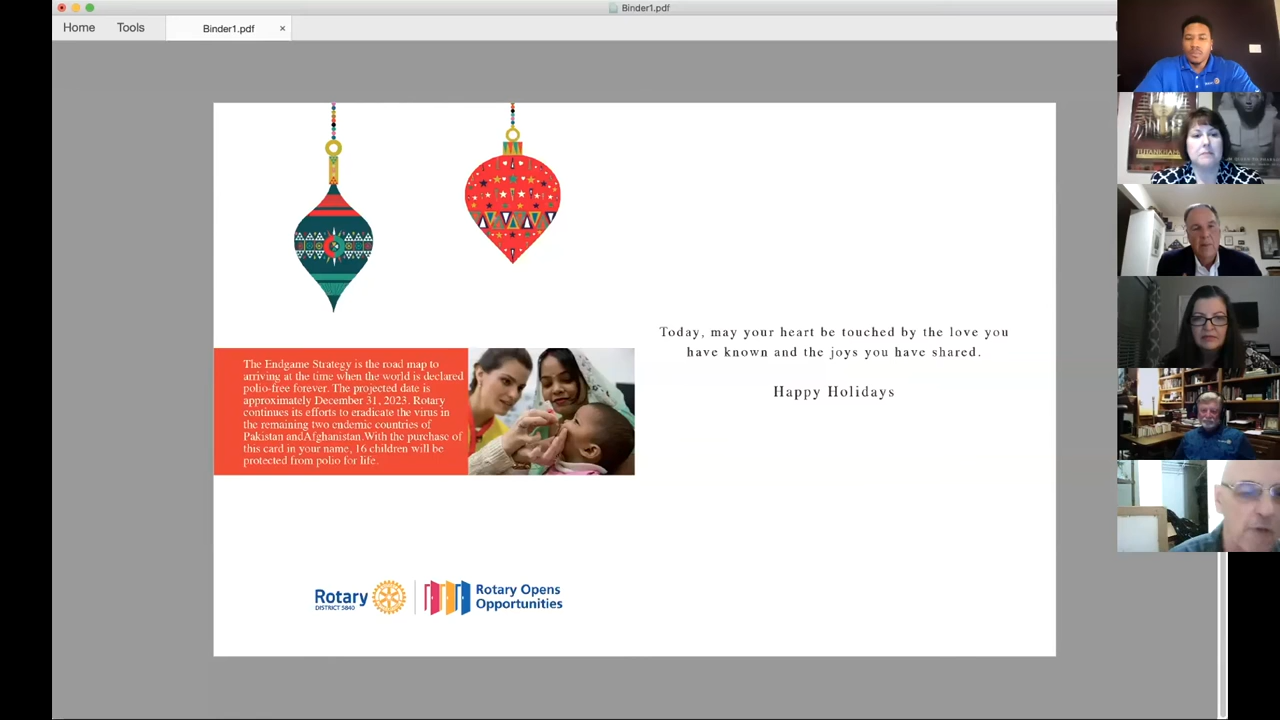 Binder1.pdf
Home
Tools
Binder1.pdf
×
The Endgame Strategy is the road map to
arriving at the time when the world is declared
polio-free forever. The projected date is
approximately December 31, 2023. Rotary
continues its efforts to eradicate the virus in
the remaining two endemic countries of
Pakistan andAfghanistan.With the purchase of
this card in your name, 16 children will be
protected from polio for life.
Today, may your heart be touched by the love you
have known and the joys you have shared.
Happy Holidays
Rotary
DISTRICT 5840
Rotary Opens
Opportunities